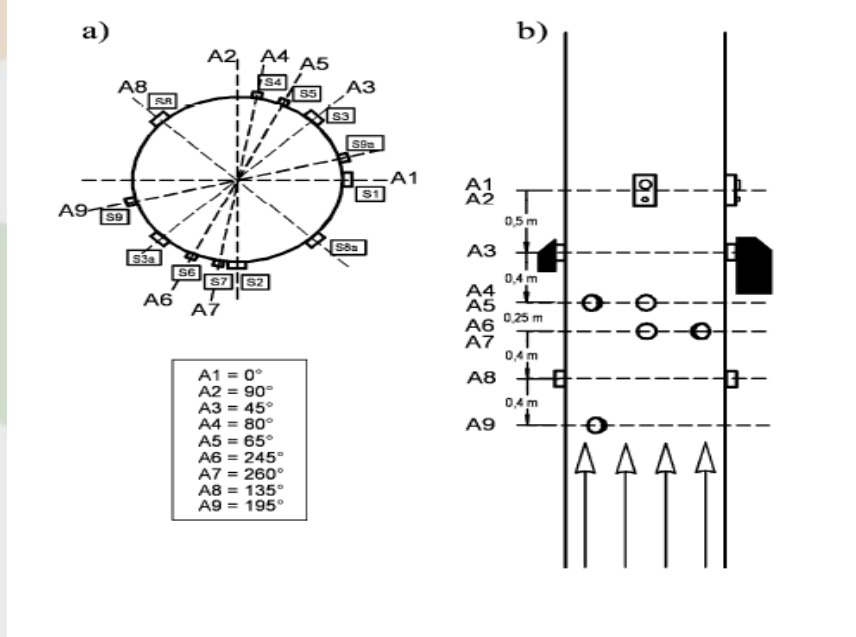 a)
A2 A4 A5
S4
A8 S8 S5 A3
S3
S9a
A1
S1
A9 S9
S8a
S3a
S6 S7 S2
A6 A7
A1 = 0°
A2 = 90°
A3 = 45°
A4 = 80°
A5 = 65°
A6 = 245°
A7 = 260°
A8 = 135°
A9 = 195°
b)
A1
A2
0,5 m
A3
0,4 m
A4
A5
0,25 m
A6
A7
0,4 m
A8
0,4 m
A9